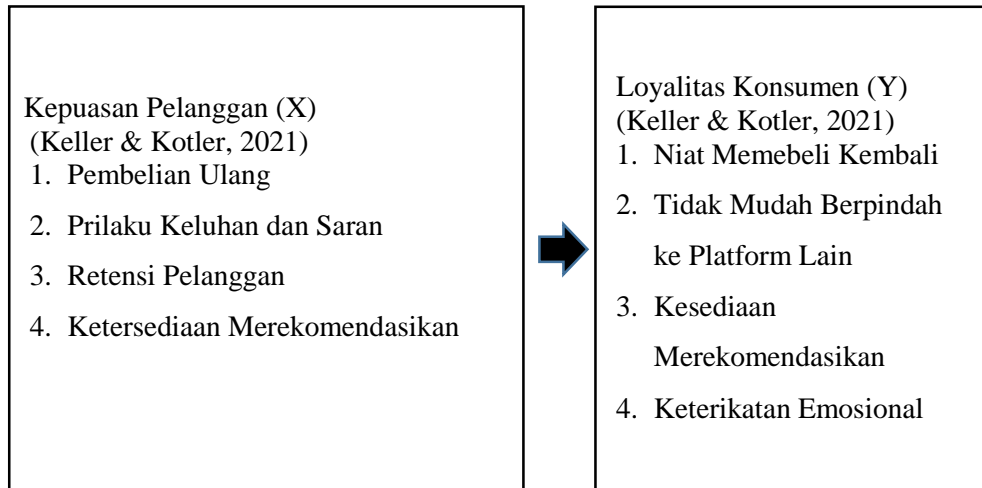 Kepuasan Pelanggan (X)
(Keller & Kotler, 2021)
1. Pembelian Ulang
2. Prilaku Keluhan dan Saran
3. Retensi Pelanggan
4. Ketersediaan Merekomendasikan
Loyalitas Konsumen (Y)
(Keller & Kotler, 2021)
1. Niat Memebeli Kembali
2. Tidak Mudah Berpindah
ke Platform Lain
3. Kesediaan
Merekomendasikan
4. Keterikatan Emosional